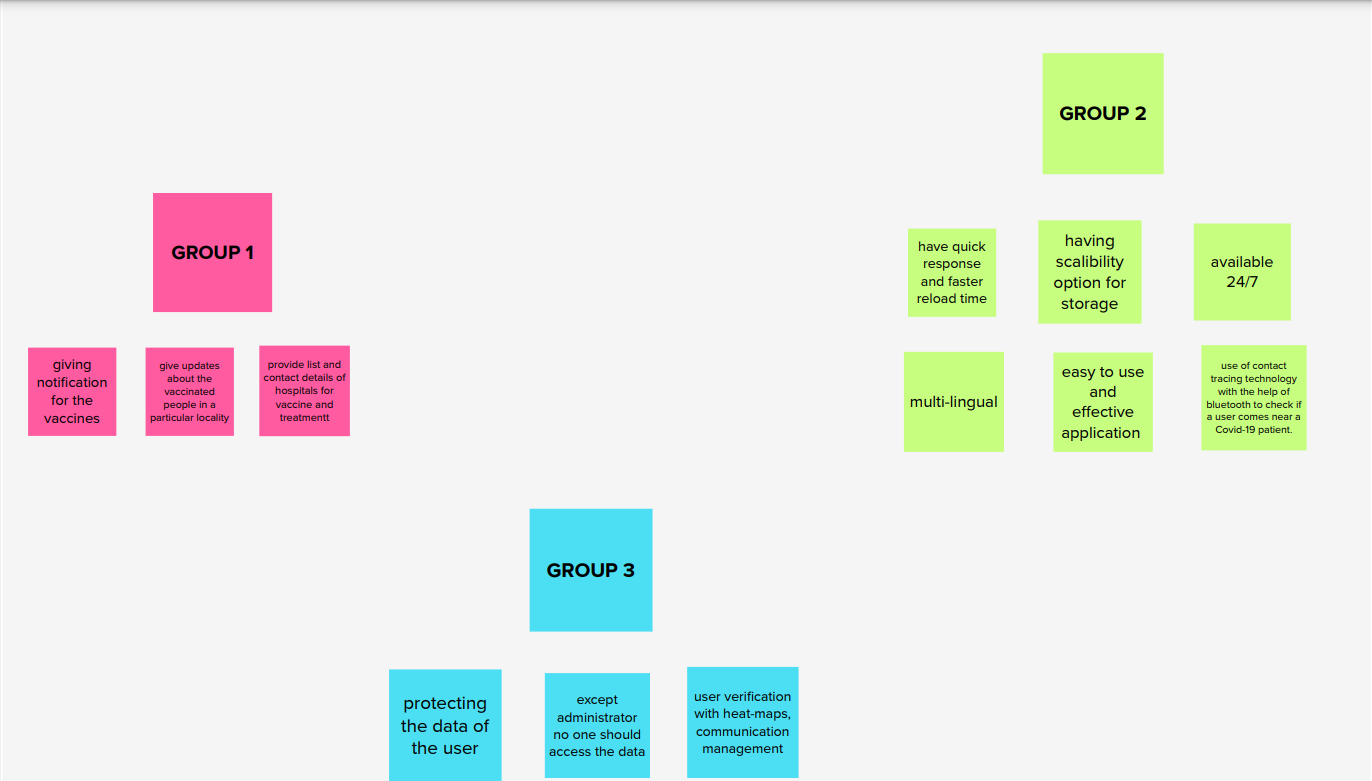 GROUP 1
giving
notification
for the
vaccines
give updates
about the
vaccinated
people in a
particular locality
provide list and
contact details of
hospitals for
vaccine and
treatmentt
GROUP 2
have quick
response
and faster
reload time
having
scalibility
option for
storage
available
24/7
multi-lingual
easy to use
and
effective
application
use of contact
tracing technology
with the help of
bluetooth to check if
a user comes near a
Covid-19 patient.
GROUP 3
protecting
the data of
the user
except
administrator
no one should
access the data
user verification
with heat-maps,
communication
management